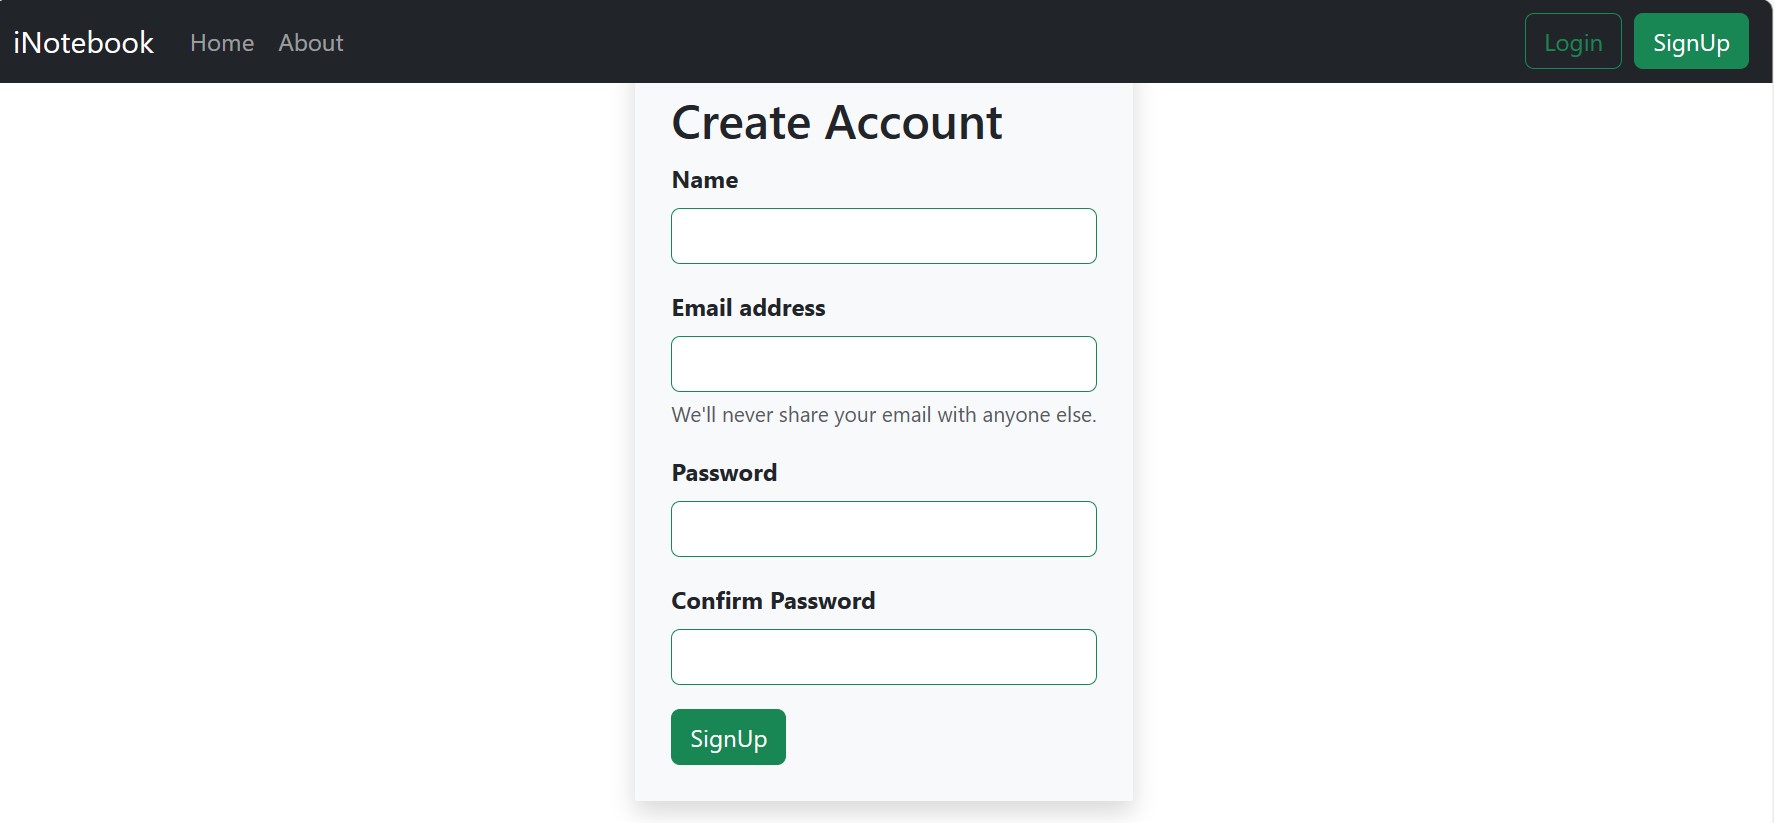 iNotebook Home About Login SignUp
Create Account
Name
Email address
We'll never share your email with anyone else.
Password
Confirm Password
SignUp